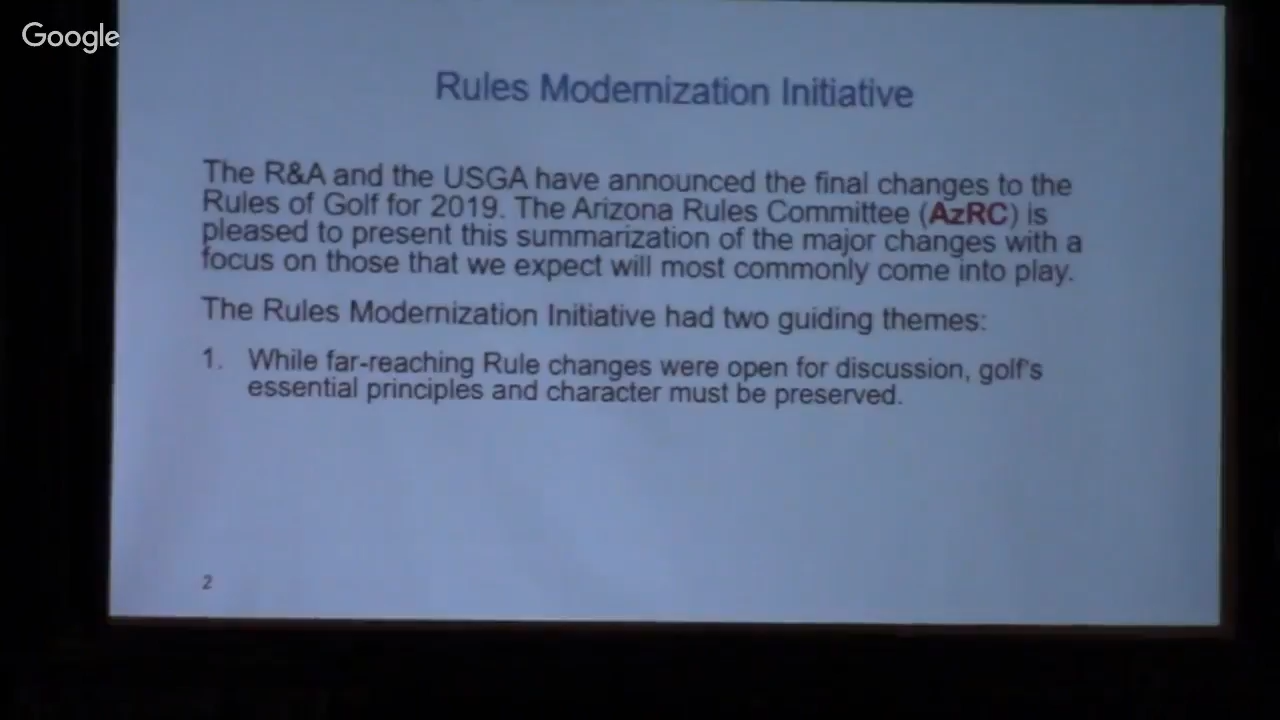 Google
Rules Modernization Initiative
The R&A and the USGA have announced the final changes to the
Rules of Golf for 2019. The Arizona Rules Committee (AzRC) is
pleased to present this summarization of the major changes with a
focus on those that we expect will most commonly come into play.
The Rules Modernization Initiative had two guiding themes:
1. While far-reaching Rule changes were open for discussion, golf's
essential principles and character must be preserved.
2